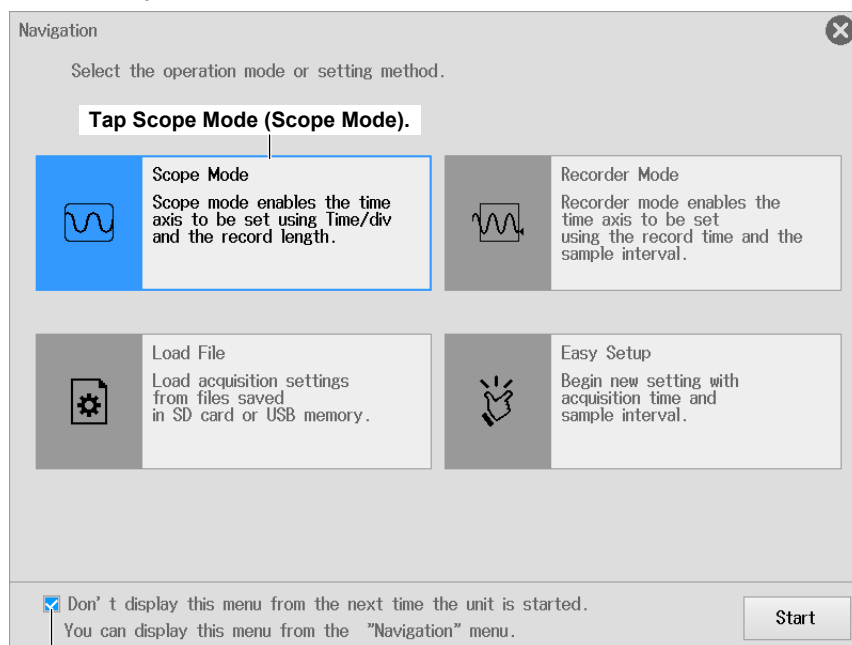 Navigation
Select the operation mode or setting method.
Tap Scope Mode (Scope Mode).
Scope Mode
Scope mode enables the time
axis to be set using Time/div
and the record length.
Recorder Mode
Recorder mode enables the
time axis to be set
using the record time and the
sample interval.
Load File
Load acquisition settings
from files saved
in SD card or USB memory.
Easy Setup
Begin new setting with
acquisition time and
sample interval.
Don't display this menu from the next time the unit is started.
You can display this menu from the "Navigation" menu.
Start